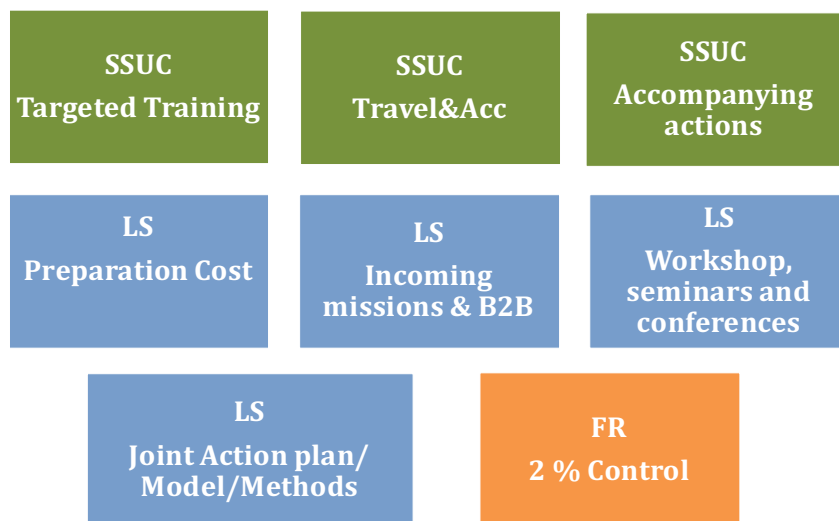 SSUC
Targeted Training
SSUC
Travel&Acc
SSUC
Accompanying
actions
LS
Preparation Cost
LS
Incoming
missions & B2B
LS
Workshop,
seminars and
conferences
LS
Joint Action plan/
Model/Methods
FR
2 % Control